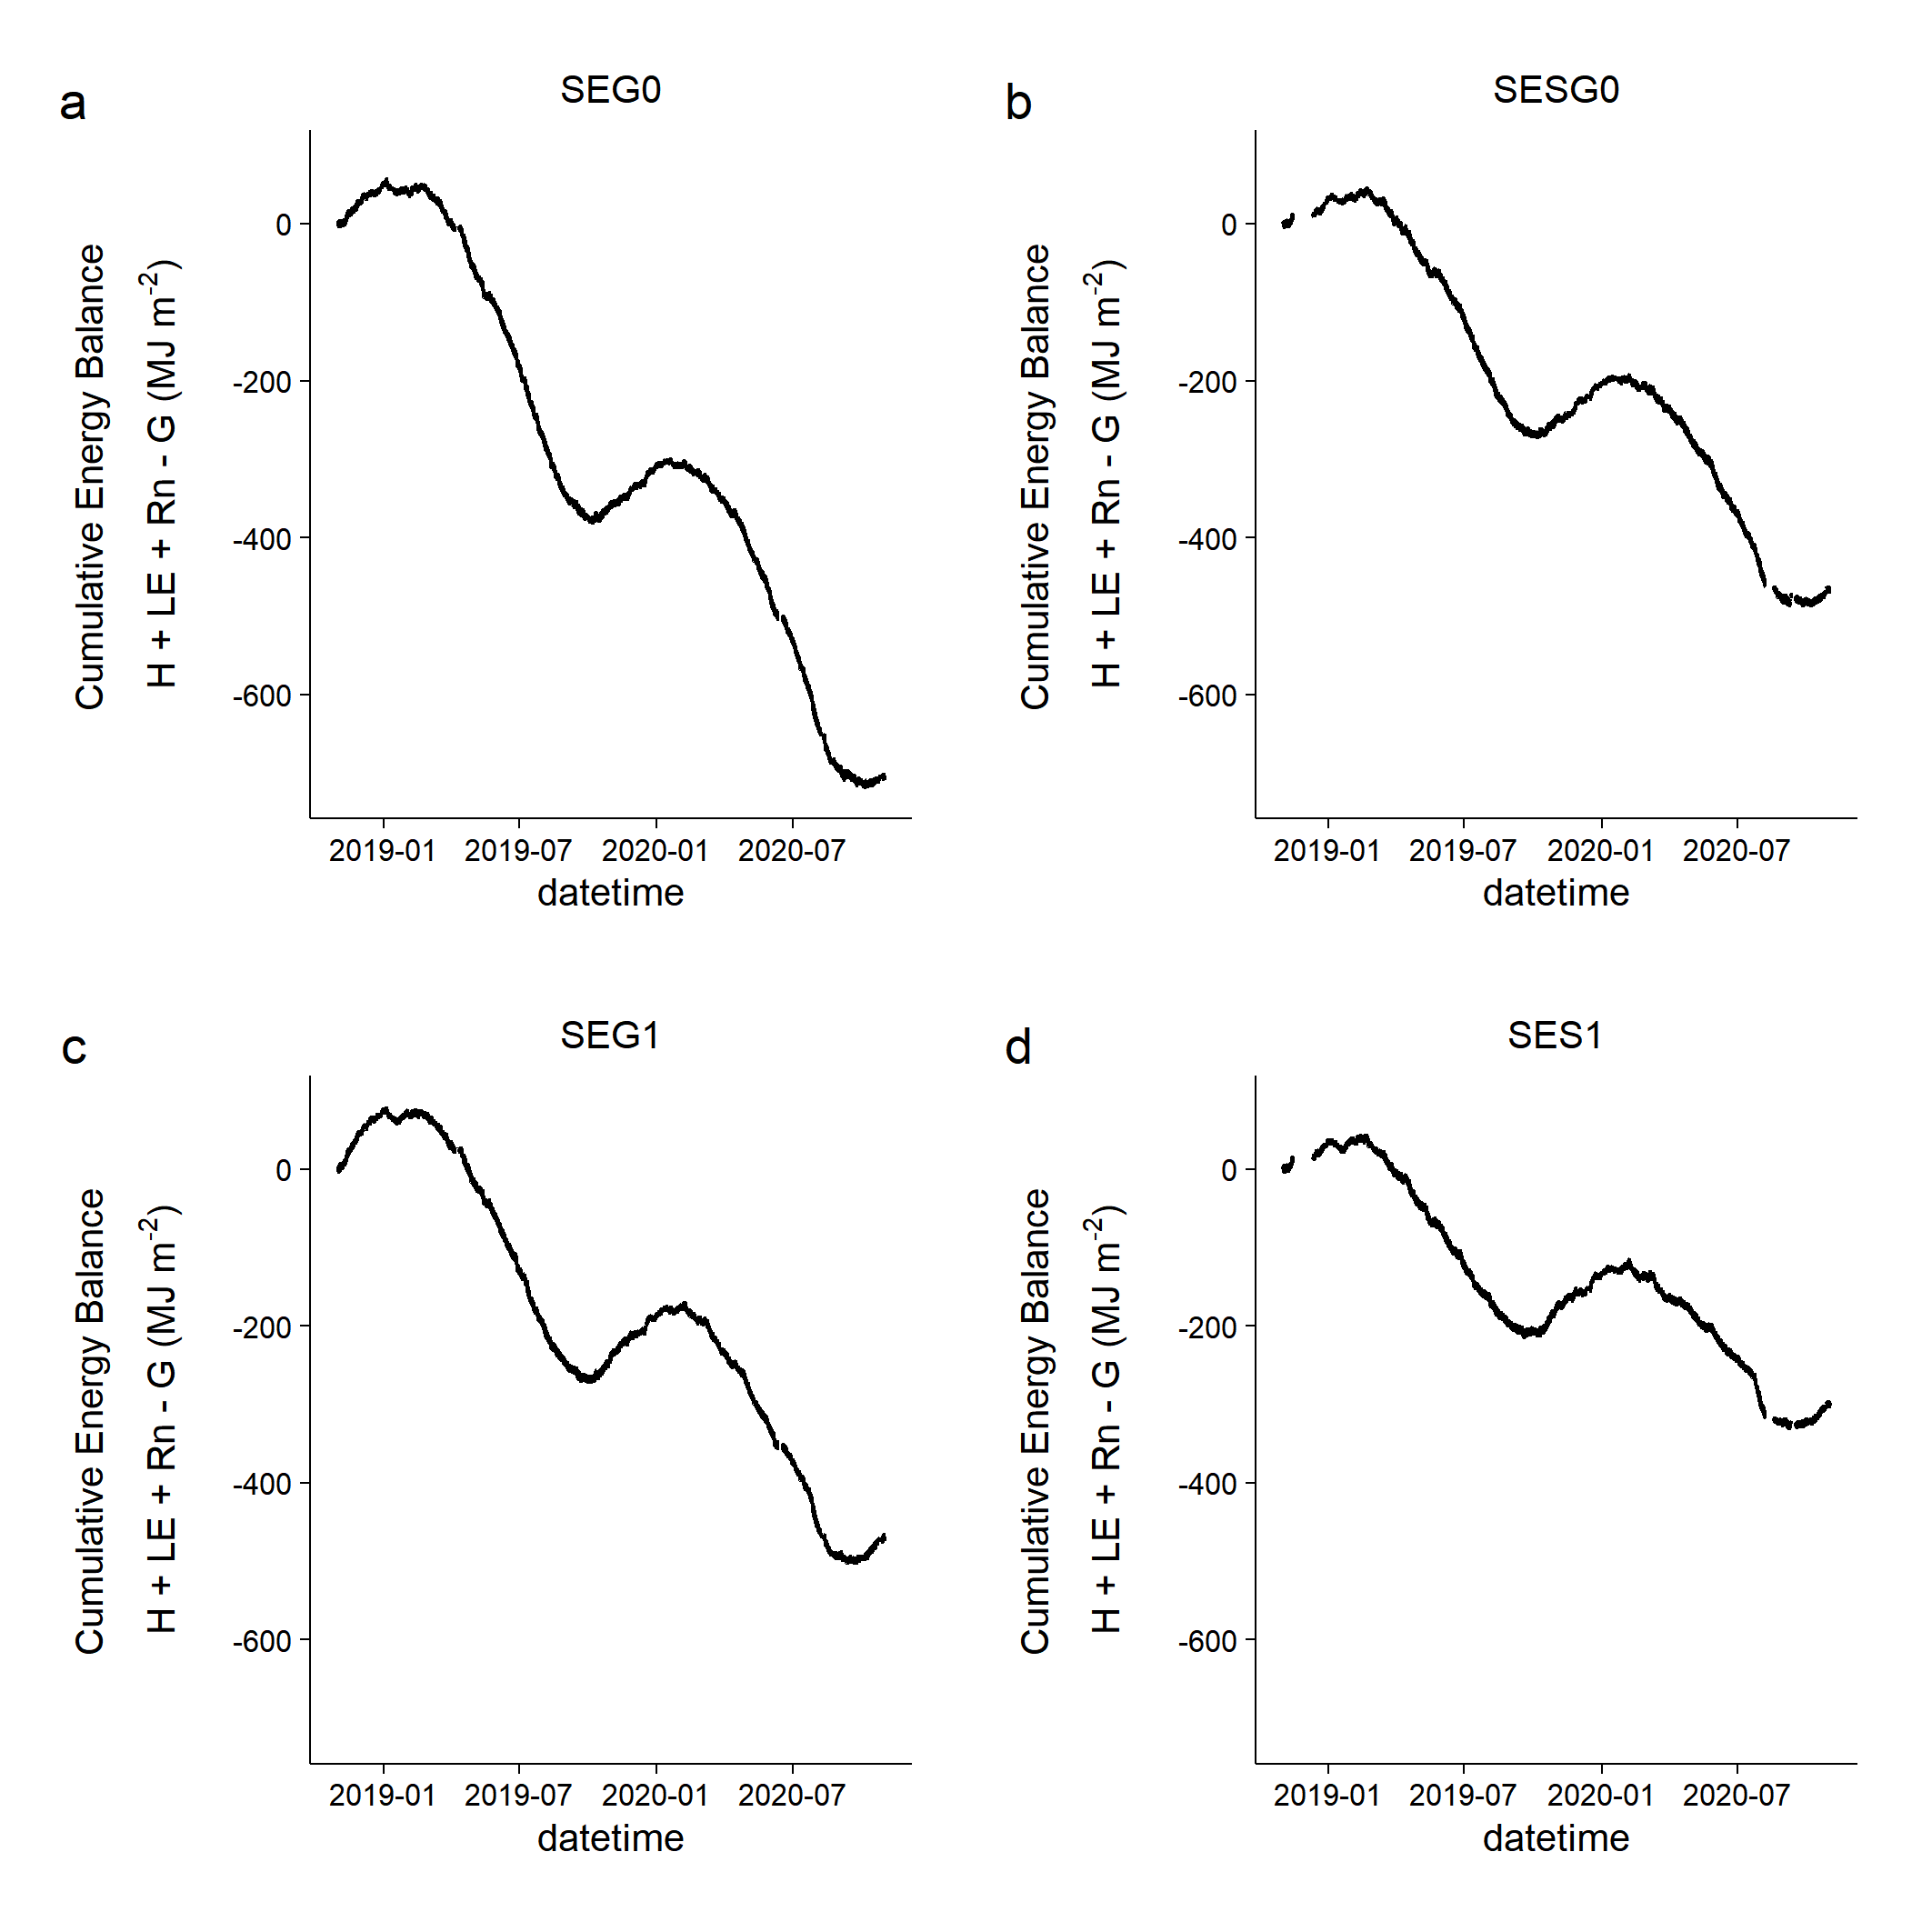 a
SEG0
Cumulative Energy Balance
H + LE + Rn - G (MJ m⁻²)
0
-200
-400
-600
2019-01 2019-07 2020-01 2020-07
datetime
b
SESG0
Cumulative Energy Balance
H + LE + Rn - G (MJ m⁻²)
0
-200
-400
-600
2019-01 2019-07 2020-01 2020-07
datetime
c
SEG1
Cumulative Energy Balance
H + LE + Rn - G (MJ m⁻²)
0
-200
-400
-600
2019-01 2019-07 2020-01 2020-07
datetime
d
SES1
Cumulative Energy Balance
H + LE + Rn - G (MJ m⁻²)
0
-200
-400
-600
2019-01 2019-07 2020-01 2020-07
datetime